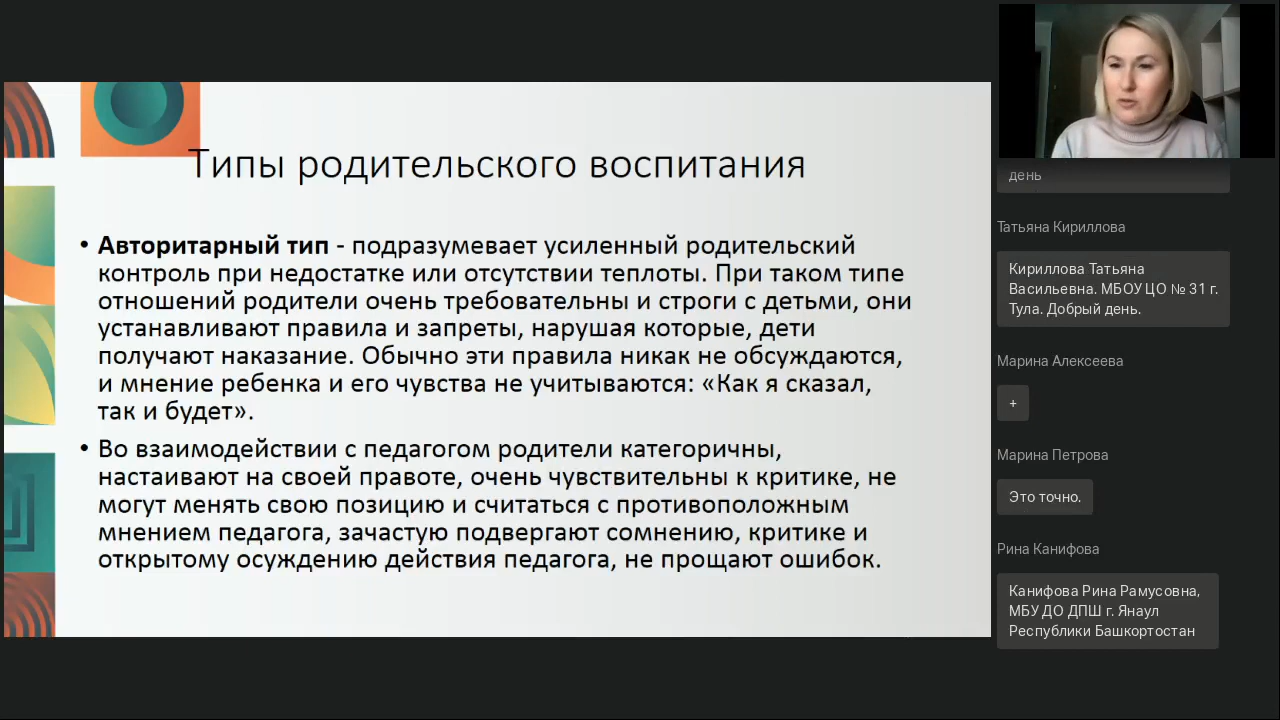 Типы родительского воспитания
• Авторитарный тип - подразумевает усиленный родительский
контроль при недостатке или отсутствии теплоты. При таком типе
отношений родители очень требовательны и строги с детьми, они
устанавливают правила и запреты, нарушая которые, дети
получают наказание. Обычно эти правила никак не обсуждаются,
и мнение ребенка и его чувства не учитываются: «Как я сказал,
так и будет».
• Во взаимодействии с педагогом родители категоричны,
настаивают на своей правоте, очень чувствительны к критике, не
могут менять свою позицию и считаться с противоположным
мнением педагога, зачастую подвергают сомнению, критике и
открытому осуждению действия педагога, не прощают ошибок.
день
Татьяна Кириллова
Кириллова Татьяна
Васильевна. МБОУ ЦО № 31 г.
Тула. Добрый день.
Марина Алексеева
+
Марина Петрова
Это точно.
Рина Канифова
Канифова Рина Рамусовна,
МБУ ДО ДПШ г. Янаул
Республики Башкортостан